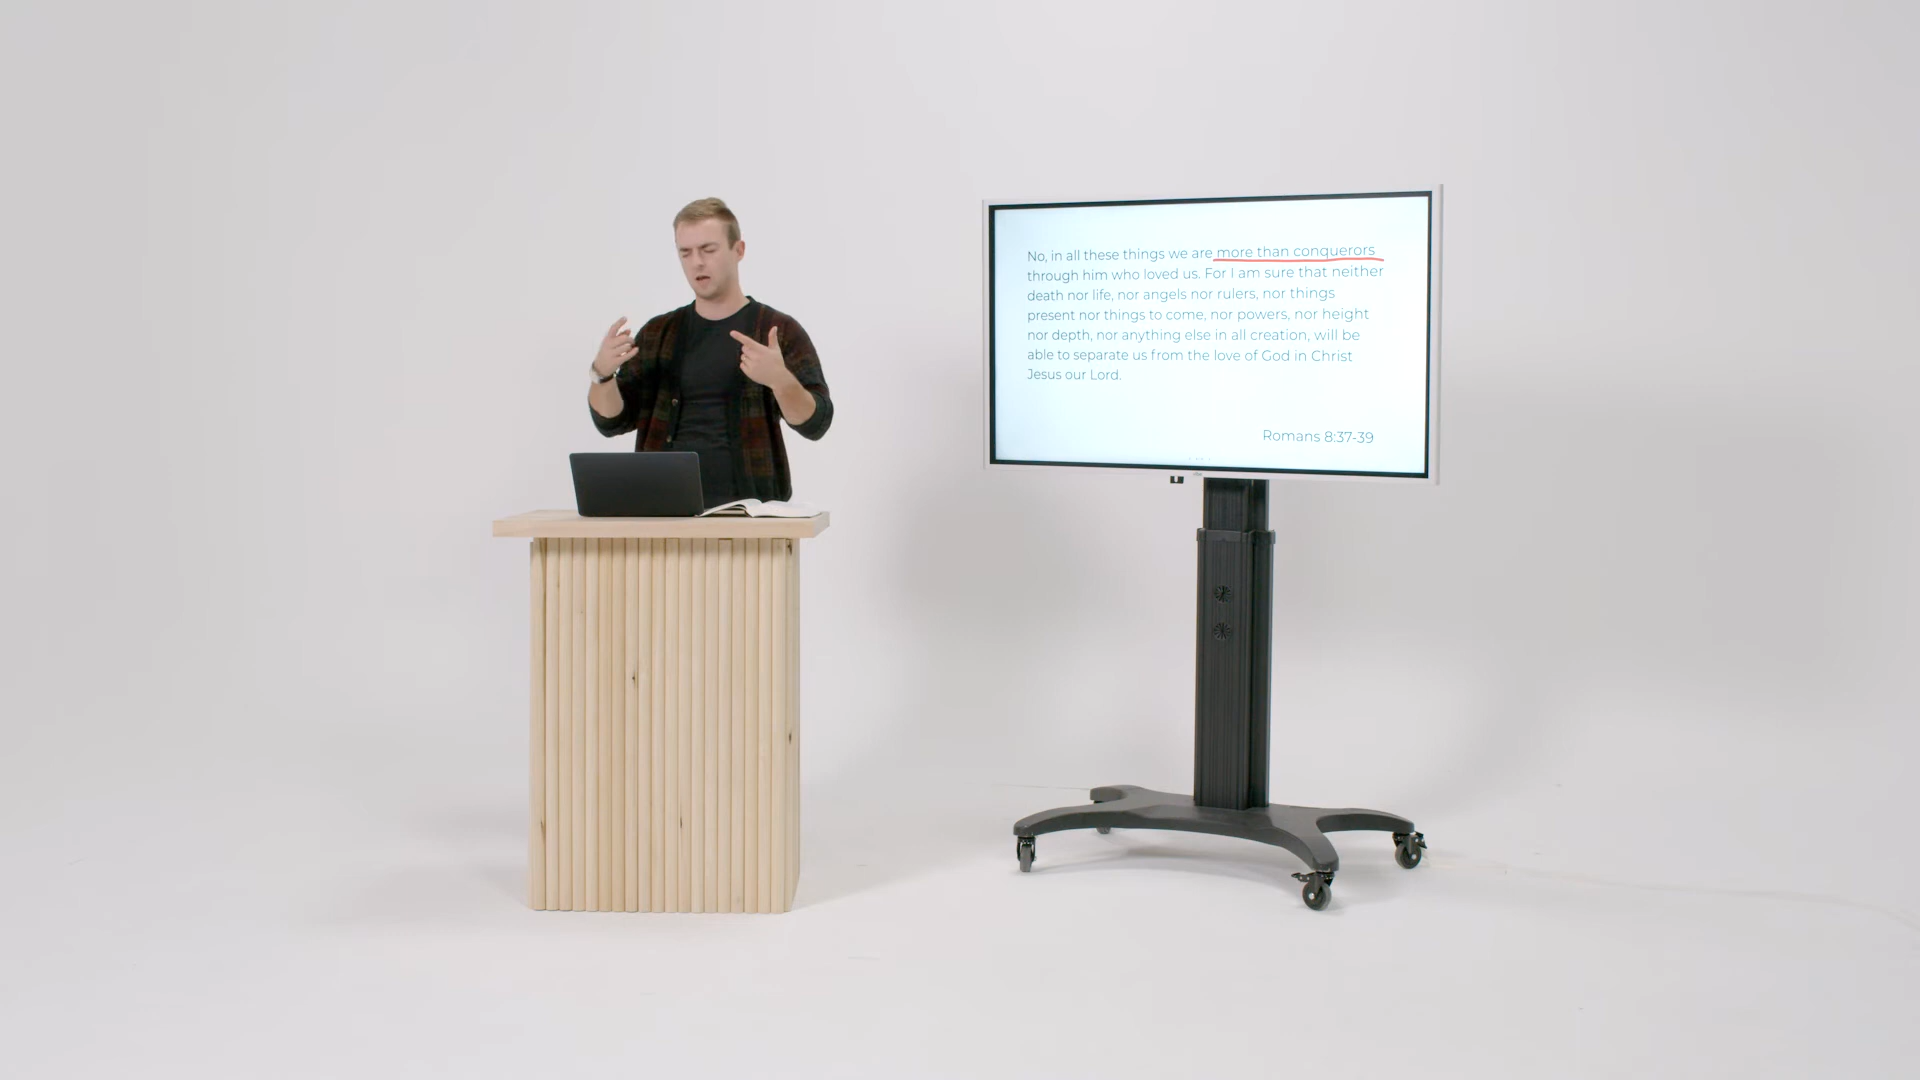 No, in all these things we are more than conquerors
through him who loved us. For I am sure that neither
death nor life, nor angels nor rulers, nor things
present nor things to come, nor powers, nor height
nor depth, nor anything else in all creation, will be
able to separate us from the love of God in Christ
Jesus our Lord.
Romans 8:37-39